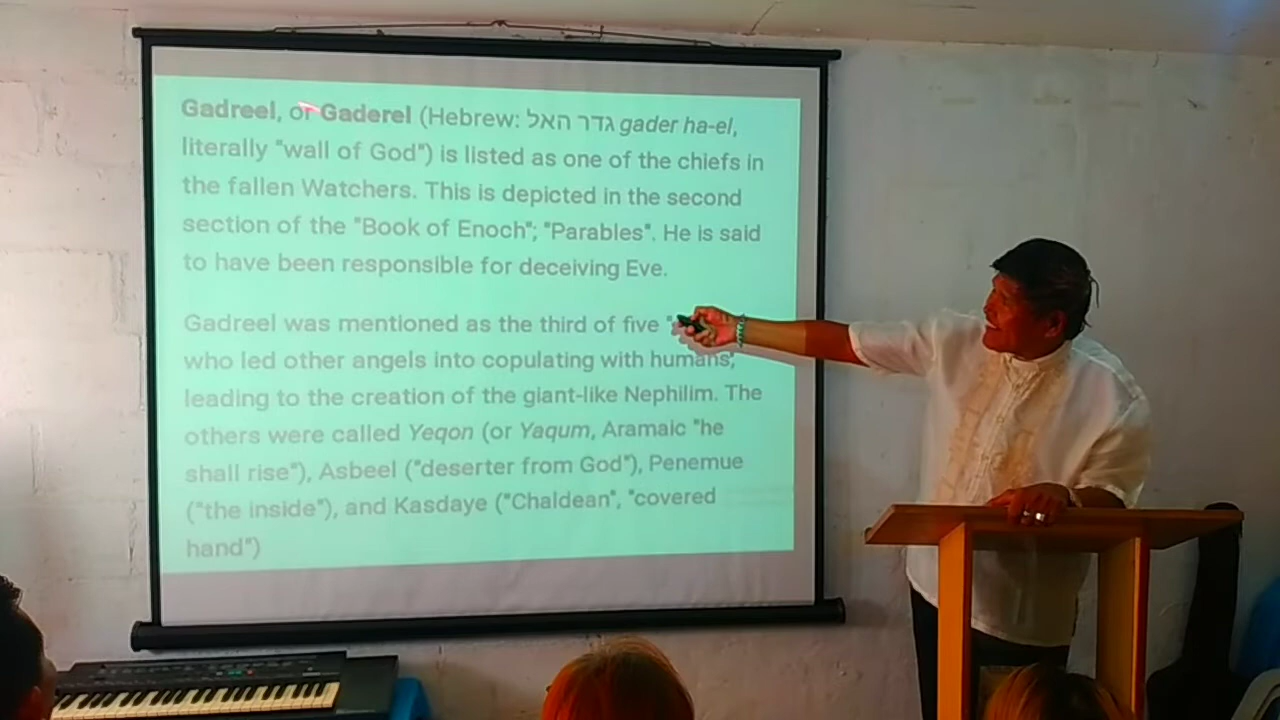 Gadreel, or Gaderel (Hebrew: גדר האל gader ha-el,
literally "wall of God") is listed as one of the chiefs in
the fallen Watchers. This is depicted in the second
section of the "Book of Enoch"; "Parables". He is said
to have been responsible for deceiving Eve.
Gadreel was mentioned as the third of five "
who led other angels into copulating with humans,
leading to the creation of the giant-like Nephilim. The
others were called Yeqon (or Yaqum, Aramaic "he
shall rise"), Asbeel ("deserter from God"), Penemue
("the inside"), and Kasdaye ("Chaldean", "covered
hand")